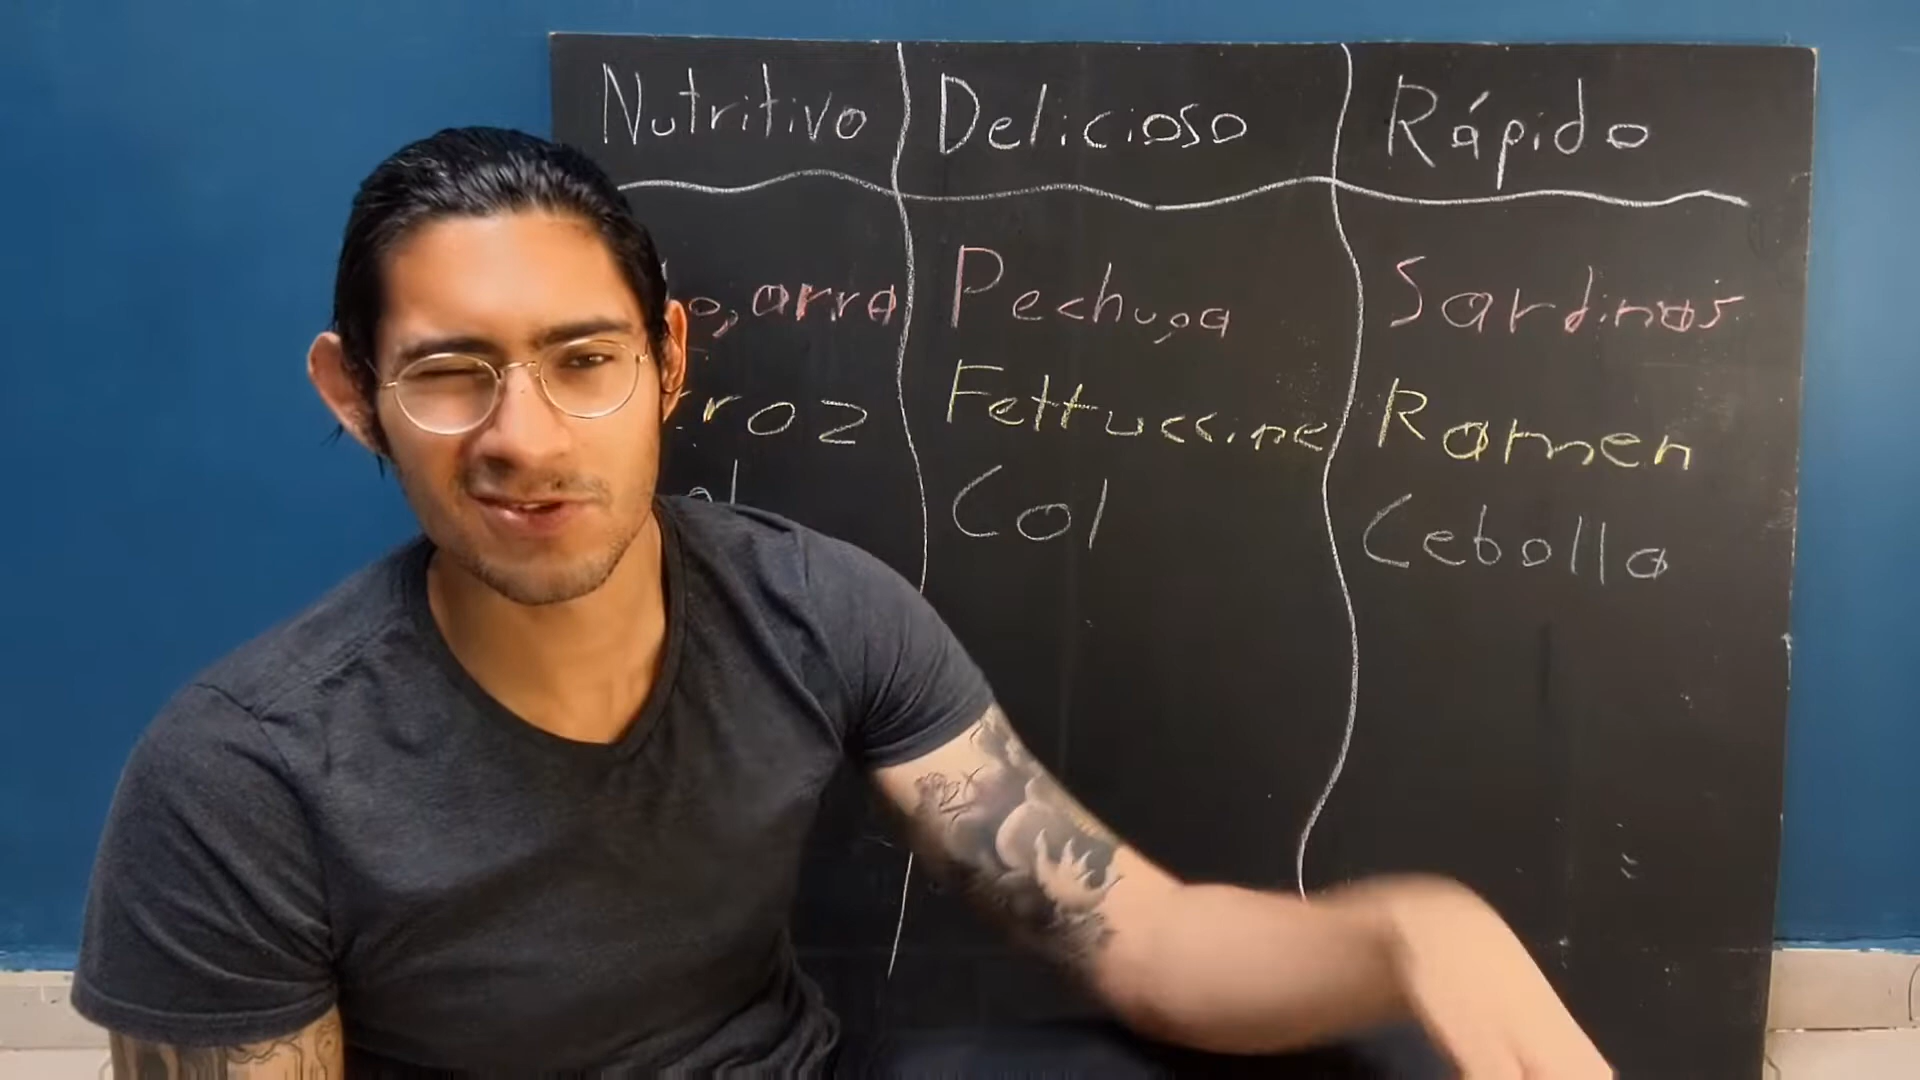 Nutritivo Delicioso Rápido
Pechuga Sardinas
Fettuccine Ramen
Col Cebolla